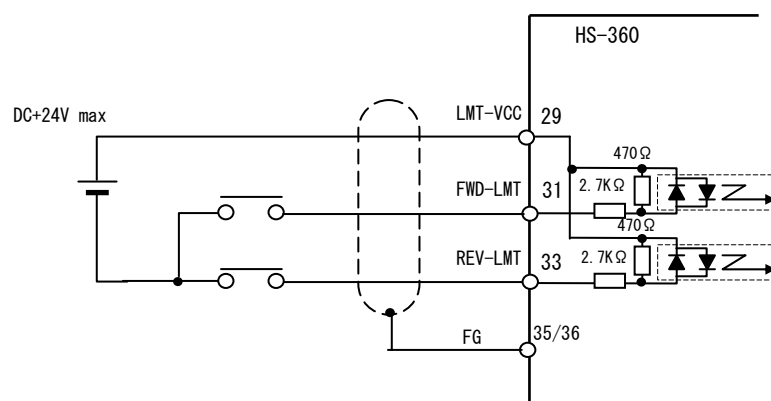 HS-360
DC+24V max
LMT-VCC 29
470Ω
FWD-LMT 31 2.7KΩ
470Ω
REV-LMT 33 2.7KΩ
FG 35/36